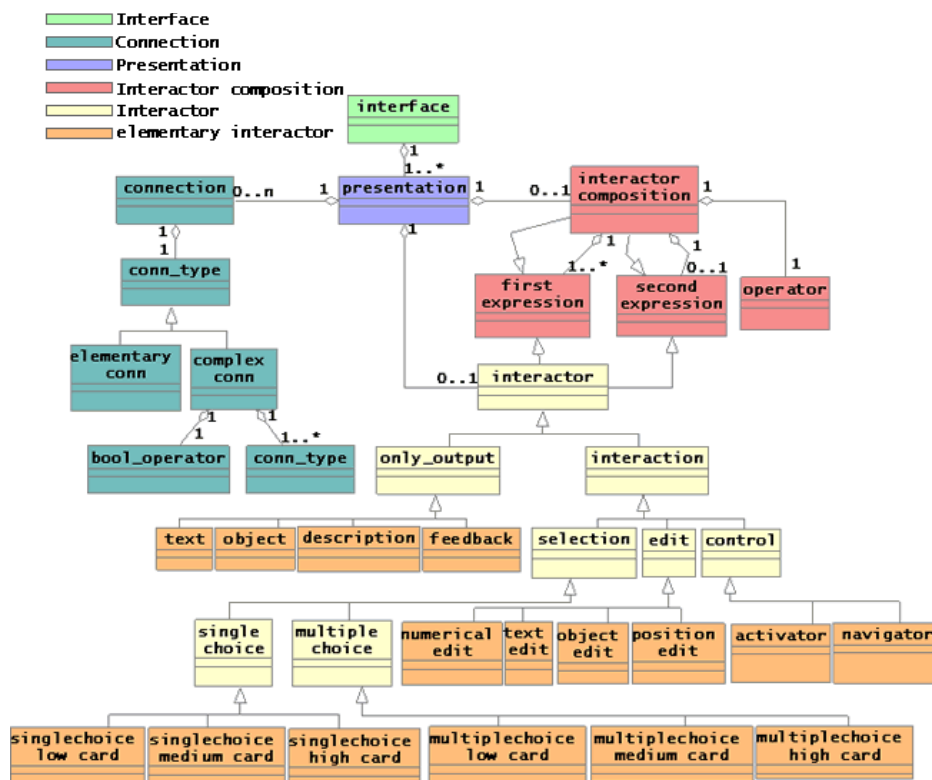 Interface
Connection
Presentation
Interactor composition
Interactor
elementary interactor
interface
1
1..*
connection
0..n
1
presentation
1
0..1
interactor
composition
1
1
1
1
1
1..*
1
0..1
1
conn_type
first
expression
second
expression
operator
elementary
conn
complex
conn
0..1
interactor
1
1
1
1..*
bool_operator
conn_type
only_output
interaction
text
object
description
feedback
selection
edit
control
single
choice
multiple
choice
numerical
edit
text
edit
object
edit
position
edit
activator
navigator
singlechoice
low card
singlechoice
medium card
singlechoice
high card
multiplechoice
low card
multiplechoice
medium card
multiplechoice
high card